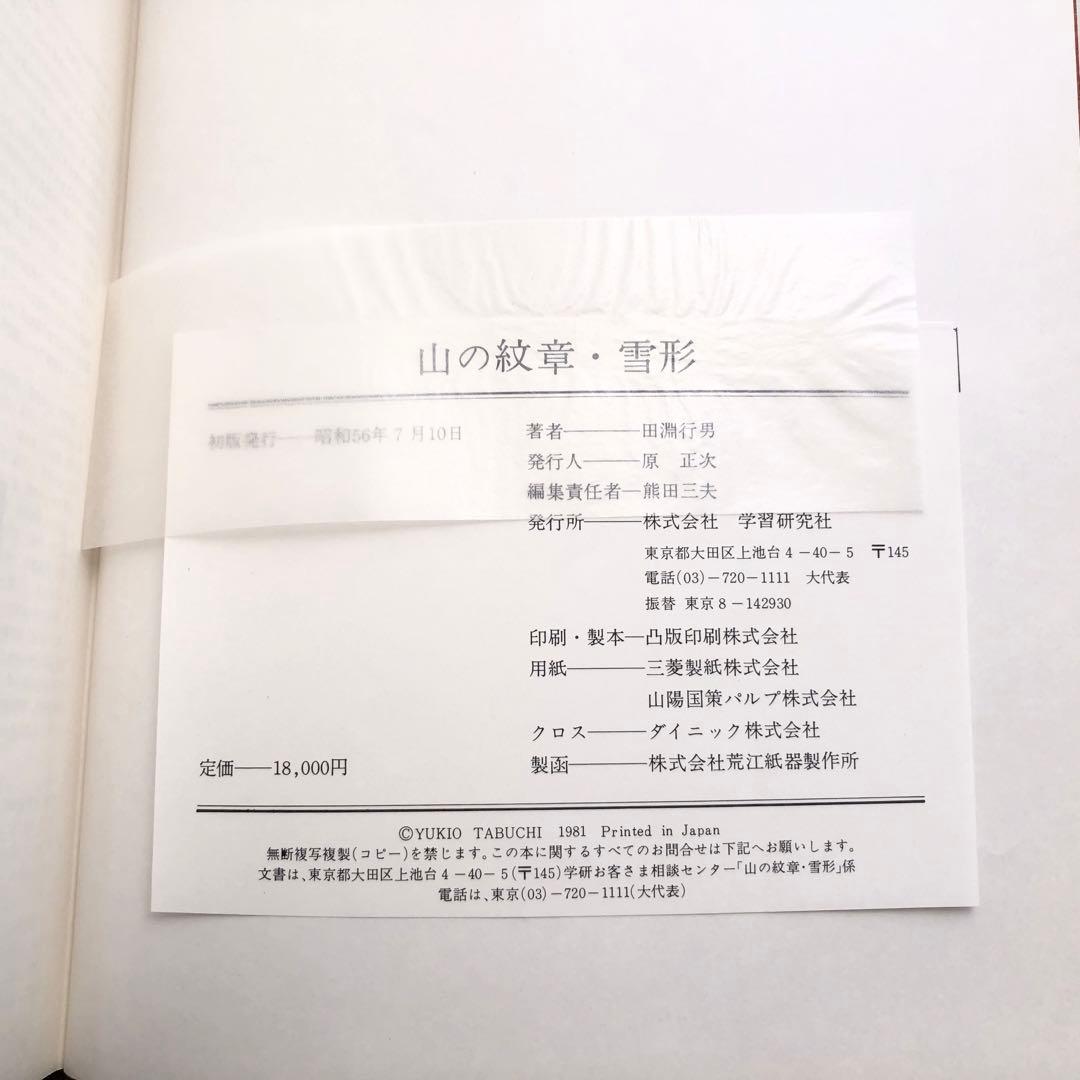 山の紋章・雪形
初版発行――昭和56年7月10日
著者――――田淵行男
発行人―――原　正次
編集責任者―熊田三夫
発行所―――株式会社　学習研究社
東京都大田区上池台4-40-5　〒145
電話(03)-720-1111　大代表
振替 東京8-142930
印刷・製本―凸版印刷株式会社
用紙――――三菱製紙株式会社
山陽国策パルプ株式会社
クロス―――ダイニック株式会社
製函――――株式会社荒江紙器製作所
定価――18,000円
©YUKIO TABUCHI 1981 Printed in Japan
無断複写複製(コピー)を禁じます。この本に関するすべてのお問合せは下記へお願いします。
文書は、東京都大田区上池台4-40-5(〒145)学研お客さま相談センター「山の紋章・雪形」係
電話は、東京(03)-720-1111(大代表)